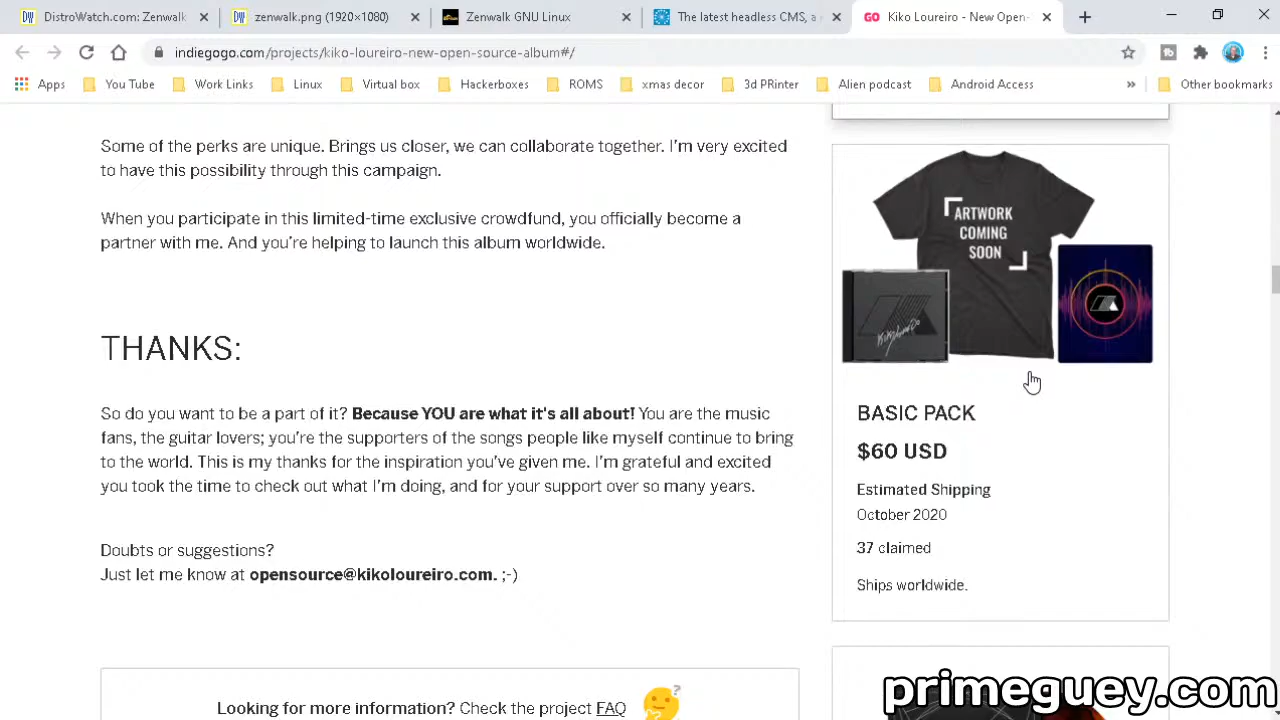 DistroWatch.com: Zenwalk
zenwalk.png (1920×1080)
Zenwalk GNU Linux
The latest headless CMS, a
Kiko Loureiro - New Open-
indiegogo.com/projects/kiko-loureiro-new-open-source-album#/
Apps
You Tube
Work Links
Linux
Virtual box
Hackerboxes
ROMS
xmas decor
3d PRinter
Alien podcast
Android Access
»
Other bookmarks
Some of the perks are unique. Brings us closer, we can collaborate together. I'm very excited
to have this possibility through this campaign.
When you participate in this limited-time exclusive crowdfund, you officially become a
partner with me. And you're helping to launch this album worldwide.
THANKS:
So do you want to be a part of it? Because YOU are what it's all about! You are the music
fans, the guitar lovers; you're the supporters of the songs people like myself continue to bring
to the world. This is my thanks for the inspiration you've given me. I'm grateful and excited
you took the time to check out what I'm doing, and for your support over so many years.
Doubts or suggestions?
Just let me know at opensource@kikoloureiro.com. ;-)
Looking for more information? Check the project FAQ
ARTWORK
COMING
SOON
BASIC PACK
$60 USD
Estimated Shipping
October 2020
37 claimed
Ships worldwide.
primeguey.com